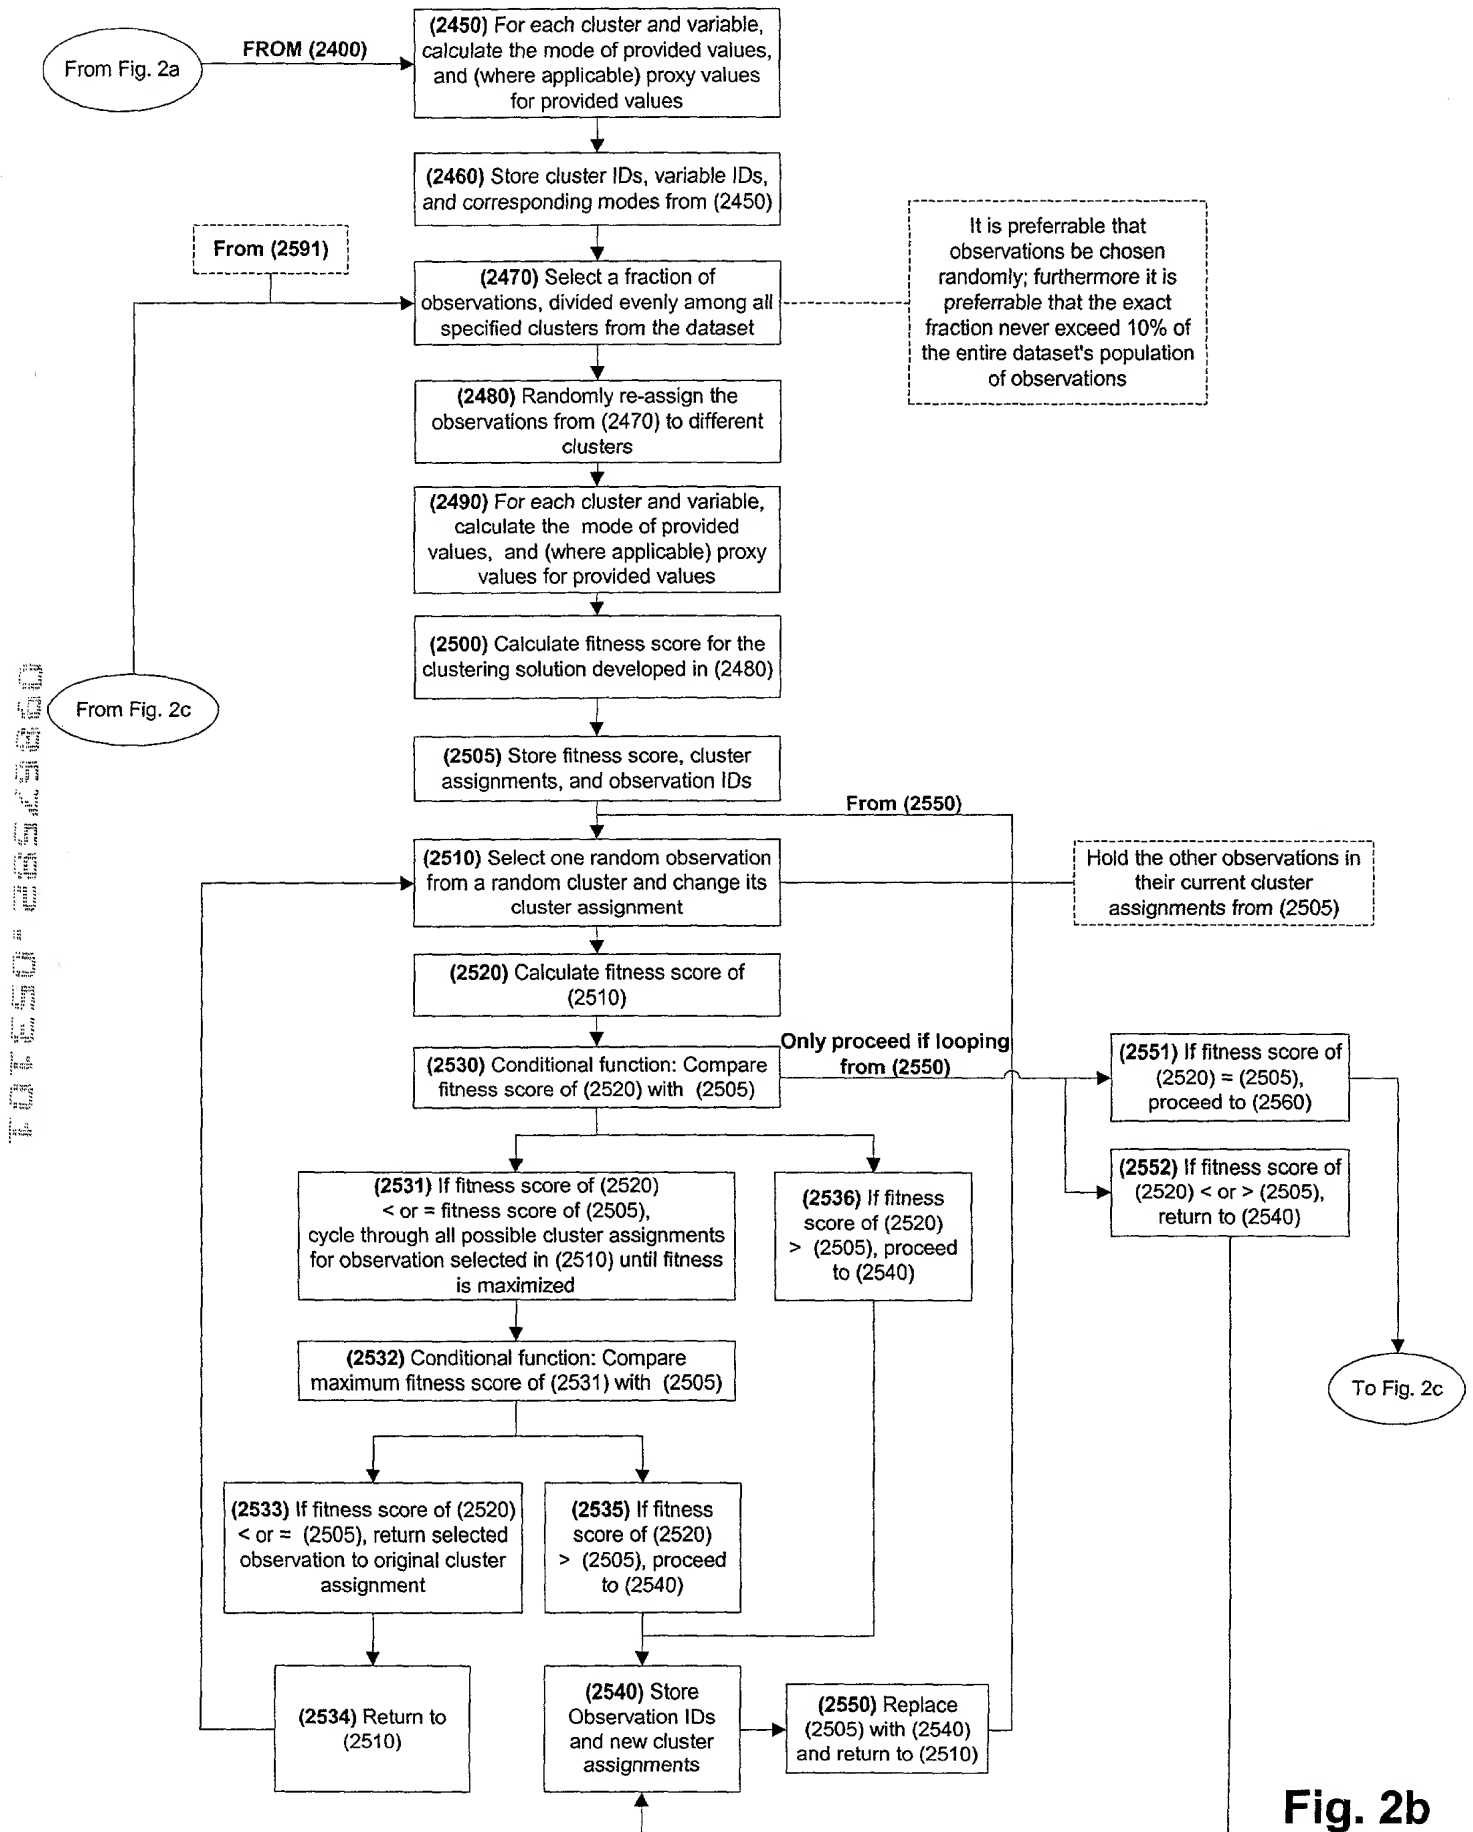 (2450) For each cluster and variable,
calculate the mode of provided values,
and (where applicable) proxy values
for provided values
FROM (2400)
From Fig. 2a
(2460) Store cluster IDs, variable IDs,
and corresponding modes from (2450)
From (2591)
(2470) Select a fraction of
observations, divided evenly among all
specified clusters from the dataset
It is preferrable that
observations be chosen
randomly; furthermore it is
preferrable that the exact
fraction never exceed 10% of
the entire dataset's population
of observations
(2480) Randomly re-assign the
observations from (2470) to different
clusters
(2490) For each cluster and variable,
calculate the mode of provided
values, and (where applicable) proxy
values for provided values
(2500) Calculate fitness score for the
clustering solution developed in (2480)
From Fig. 2c
(2505) Store fitness score, cluster
assignments, and observation IDs
From (2550)
(2510) Select one random observation
from a random cluster and change its
cluster assignment
Hold the other observations in
their current cluster
assignments from (2505)
(2520) Calculate fitness score of
(2510)
(2530) Conditional function: Compare
fitness score of (2520) with (2505)
Only proceed if looping
from (2550)
(2551) If fitness score of
(2520) = (2505),
proceed to (2560)
(2552) If fitness score of
(2520) < or > (2505),
return to (2540)
(2531) If fitness score of (2520)
< or = fitness score of (2505),
cycle through all possible cluster assignments
for observation selected in (2510) until fitness
is maximized
(2536) If fitness
score of (2520)
> (2505), proceed
to (2540)
(2532) Conditional function: Compare
maximum fitness score of (2531) with (2505)
To Fig. 2c
(2533) If fitness score of (2520)
< or = (2505), return selected
observation to original cluster
assignment
(2535) If fitness
score of (2520)
> (2505), proceed
to (2540)
(2534) Return to
(2510)
(2540) Store
Observation IDs
and new cluster
assignments
(2550) Replace
(2505) with (2540)
and return to (2510)
Fig. 2b